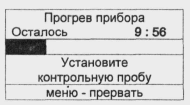 Прогрев прибора
Осталось 9 : 56
Установите
контрольную пробу
меню - прервать